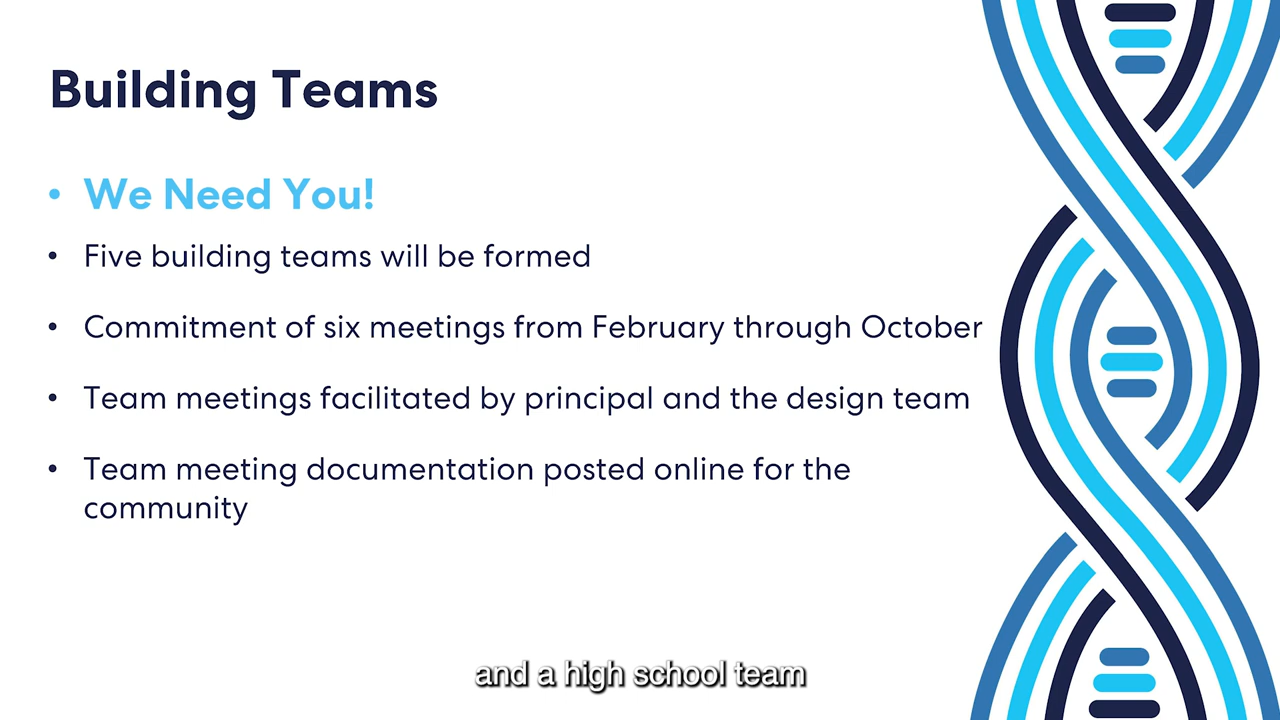 Building Teams
• We Need You!
• Five building teams will be formed
• Commitment of six meetings from February through October
• Team meetings facilitated by principal and the design team
• Team meeting documentation posted online for the
community
and a high school team